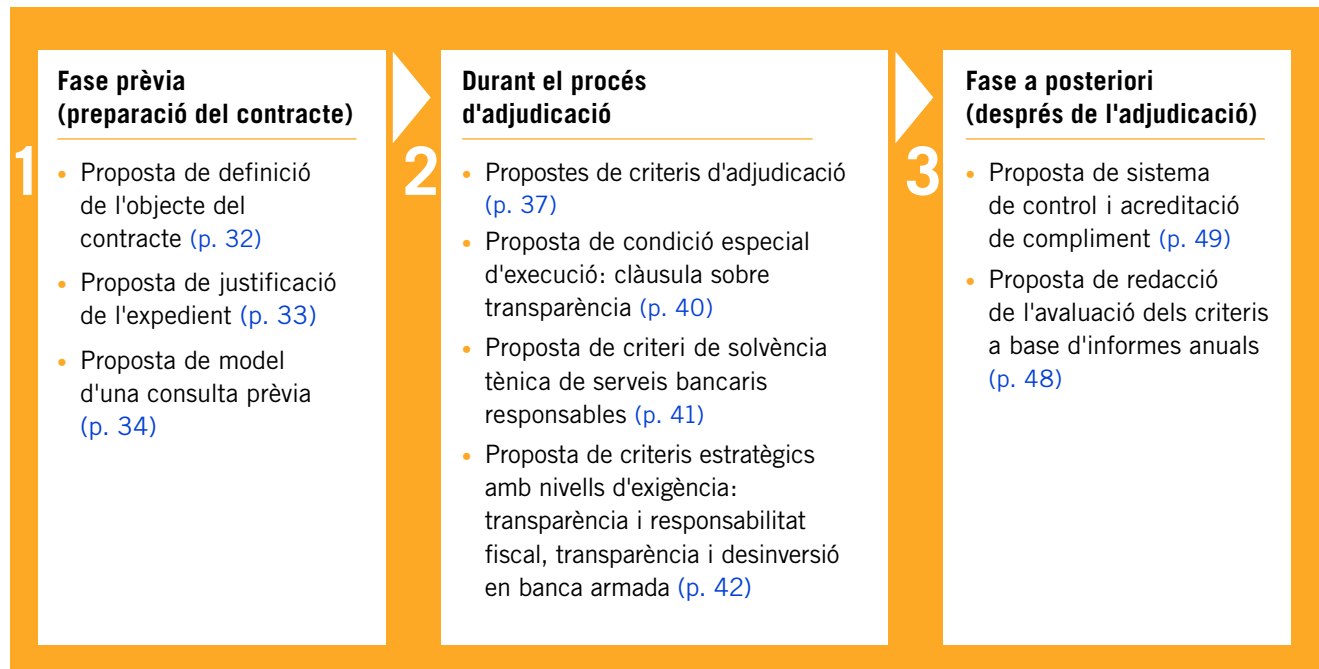 1
Fase prèvia
(preparació del contracte)
• Proposta de definició
de l'objecte del
contracte (p. 32)
• Proposta de justificació
de l'expedient (p. 33)
• Proposta de model
d'una consulta prèvia
(p. 34)
2
Durant el procés
d'adjudicació
• Propostes de criteris d'adjudicació
(p. 37)
• Proposta de condició especial
d'execució: clàusula sobre
transparència (p. 40)
• Proposta de criteri de solvència
tènica de serveis bancaris
responsables (p. 41)
• Proposta de criteris estratègics
amb nivells d'exigència:
transparència i responsabilitat
fiscal, transparència i desinversió
en banca armada (p. 42)
3
Fase a posteriori
(després de l'adjudicació)
• Proposta de sistema
de control i acreditació
de compliment (p. 49)
• Proposta de redacció
de l'avaluació dels criteris
a base d'informes anuals
(p. 48)